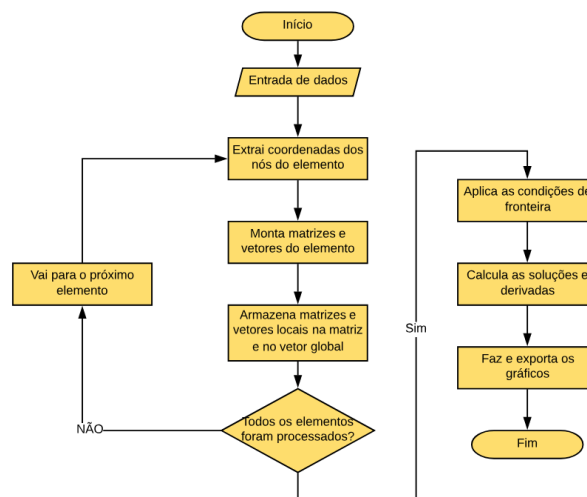 Início
Entrada de dados
Extrai coordenadas dos
nós do elemento
Monta matrizes e
vetores do elemento
Armazena matrizes e
vetores locais na matriz
e no vetor global
Todos os elementos
foram processados?
NÃO
Vai para o próximo
elemento
Sim
Aplica as condições de
fronteira
Calcula as soluções e
derivadas
Faz e exporta os
gráficos
Fim